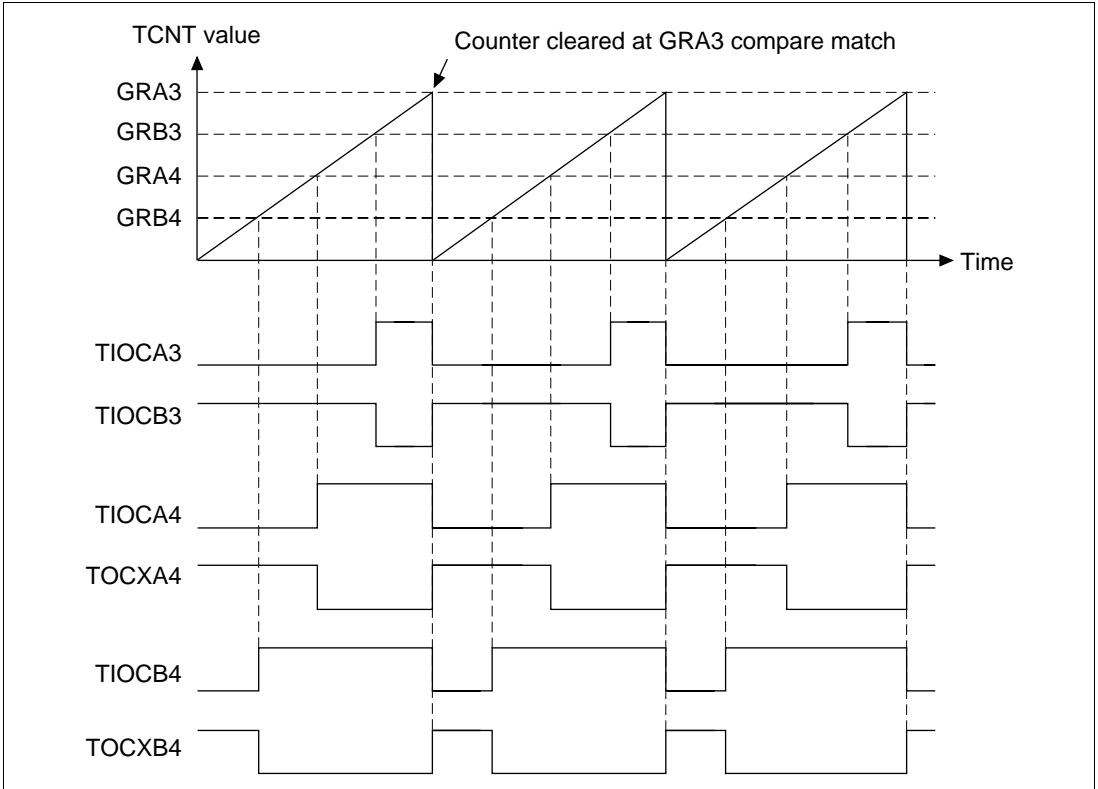 TCNT value
Counter cleared at GRA3 compare match
GRA3
GRB3
GRA4
GRB4
Time
TIOCA3
TIOCB3
TIOCA4
TOCXA4
TIOCB4
TOCXB4